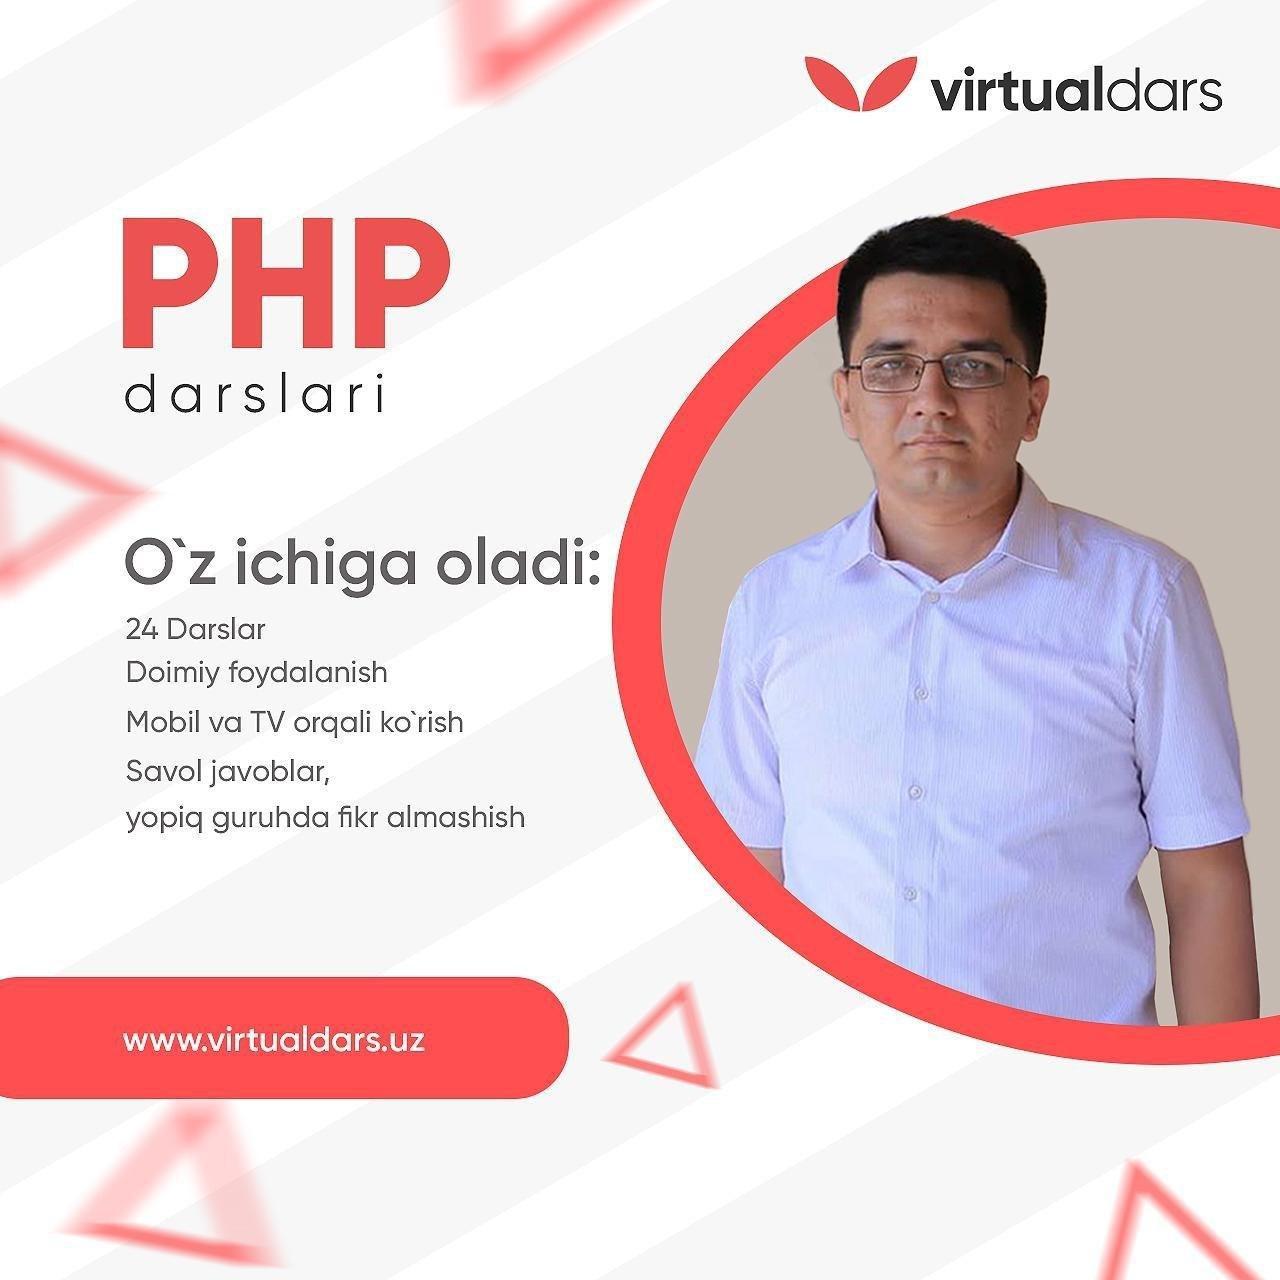 virtualdars
PHP
darslari
O`z ichiga oladi:
24 Darslar
Doimiy foydalanish
Mobil va TV orqali ko`rish
Savol javoblar,
yopiq guruhda fikr almashish
www.virtualdars.uz